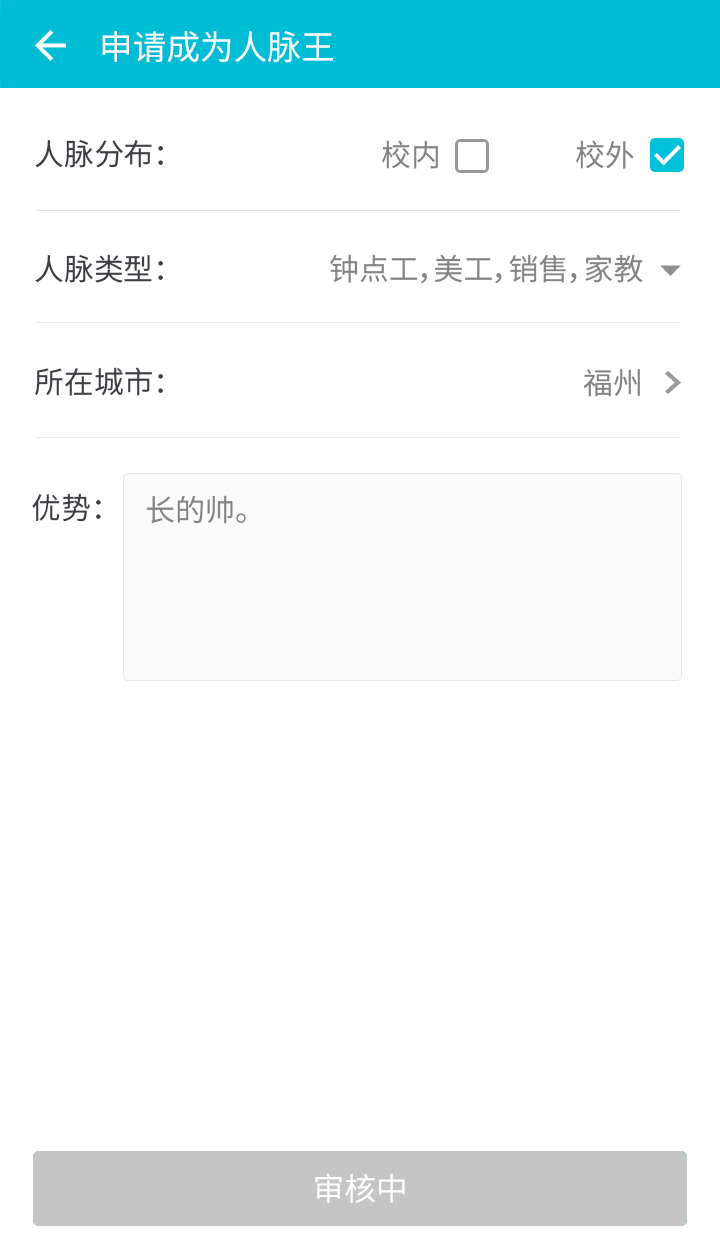 申请成为人脉王
人脉分布： 校内 校外
人脉类型： 钟点工，美工，销售，家教
所在城市： 福州
优势： 长的帅。
审核中